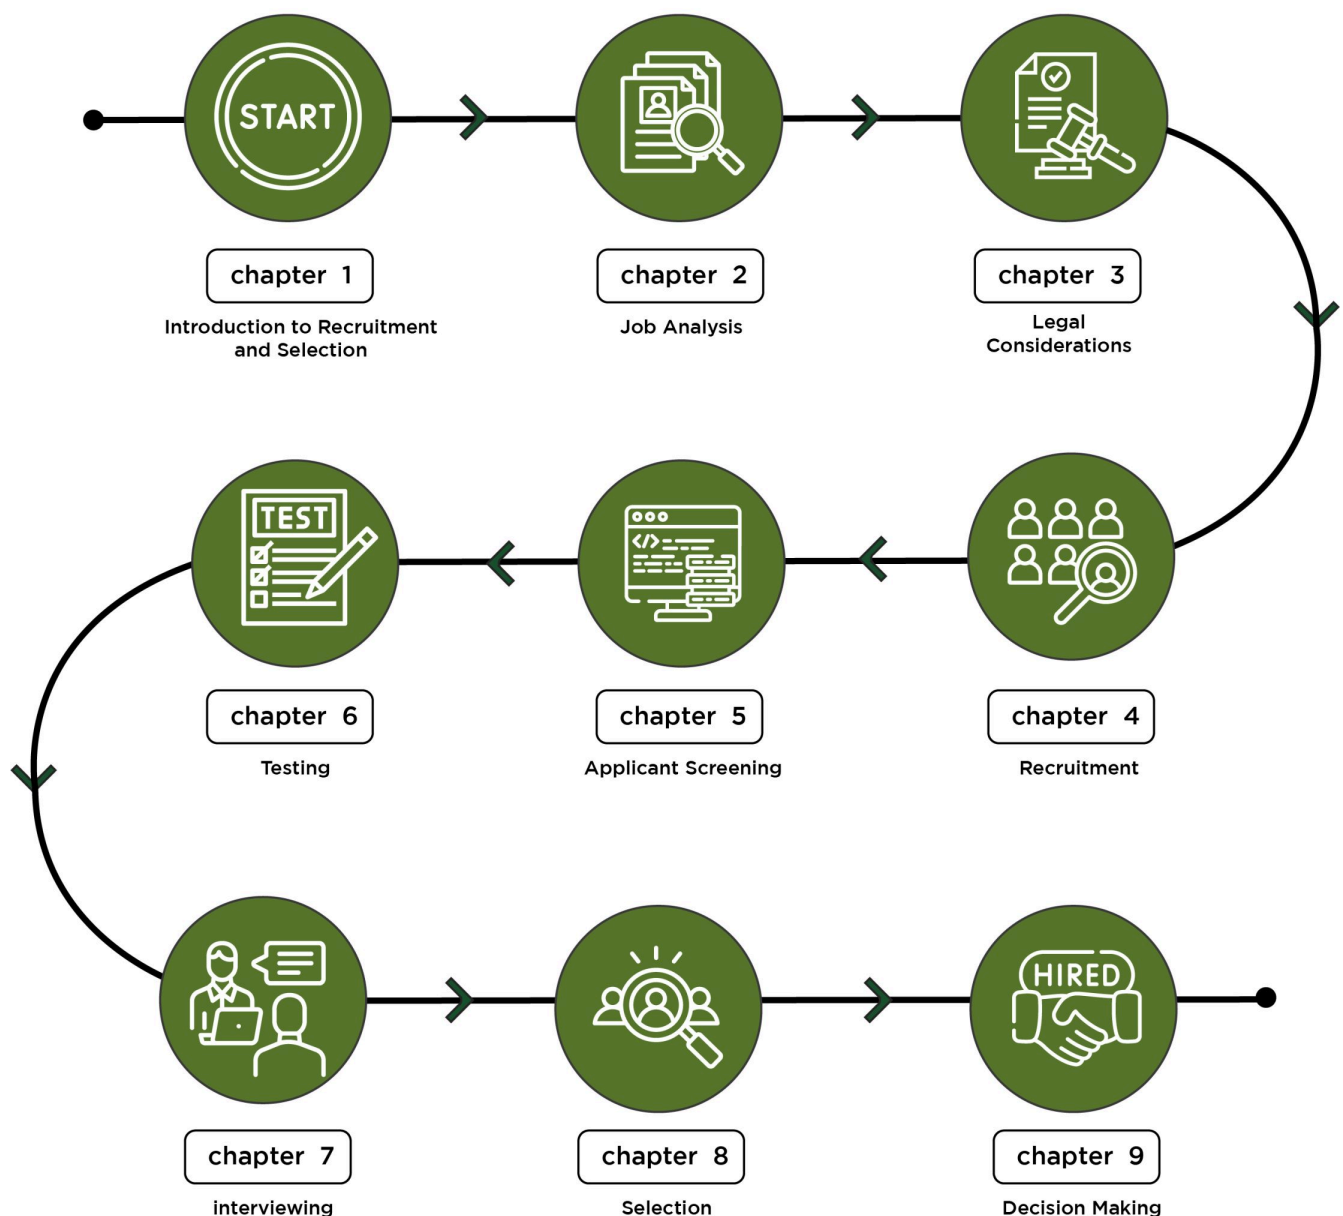 START
chapter 1
Introduction to Recruitment
and Selection
chapter 2
Job Analysis
chapter 3
Legal
Considerations
chapter 4
Recruitment
</>
chapter 5
Applicant Screening
TEST
chapter 6
Testing
chapter 7
interviewing
chapter 8
Selection
HIRED
chapter 9
Decision Making